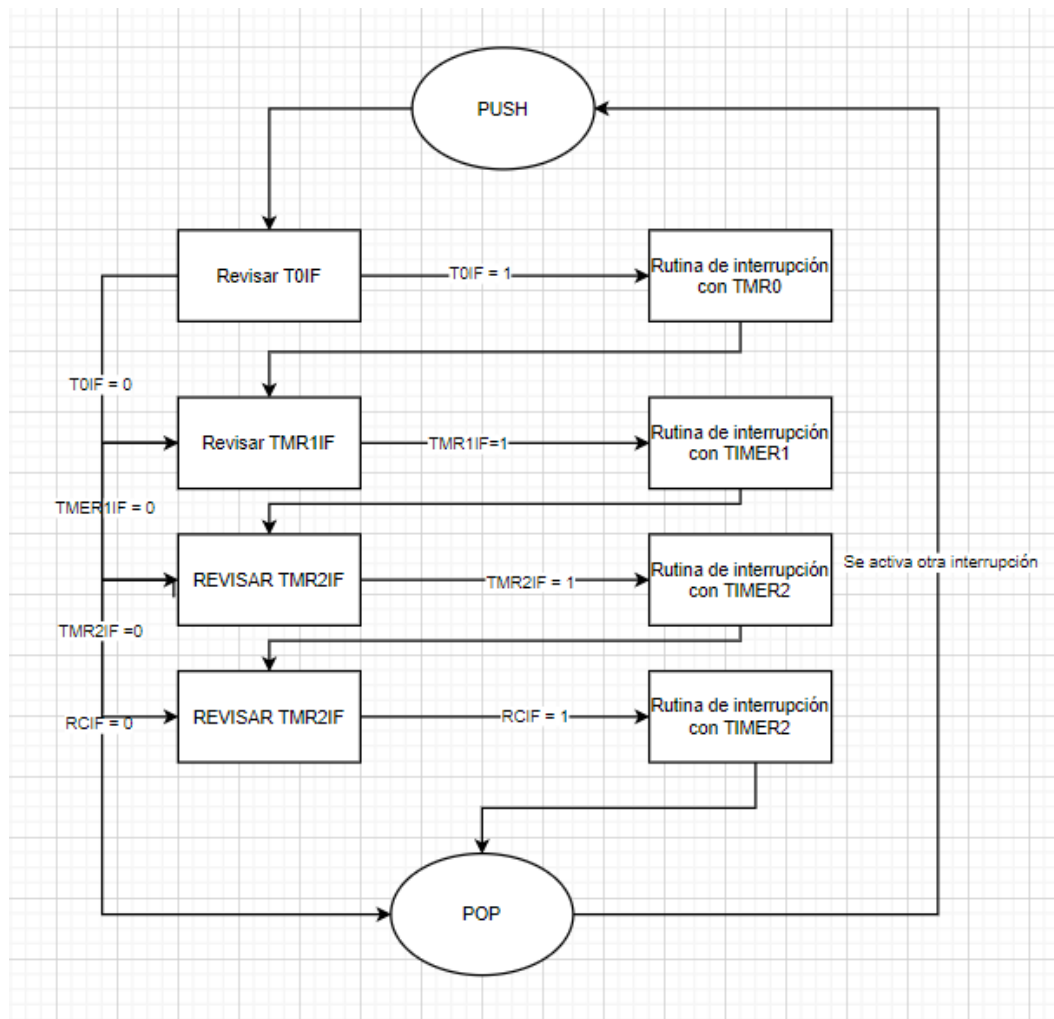 PUSH
Revisar T0IF
T0IF = 1
Rutina de interrupción
con TMR0
T0IF = 0
Revisar TMR1IF
TMR1IF=1
Rutina de interrupción
con TIMER1
TMER1IF = 0
REVISAR TMR2IF
TMR2IF = 1
Rutina de interrupción
con TIMER2
Se activa otra interrupción
TMR2IF =0
RCIF = 0
REVISAR TMR2IF
RCIF = 1
Rutina de interrupción
con TIMER2
POP